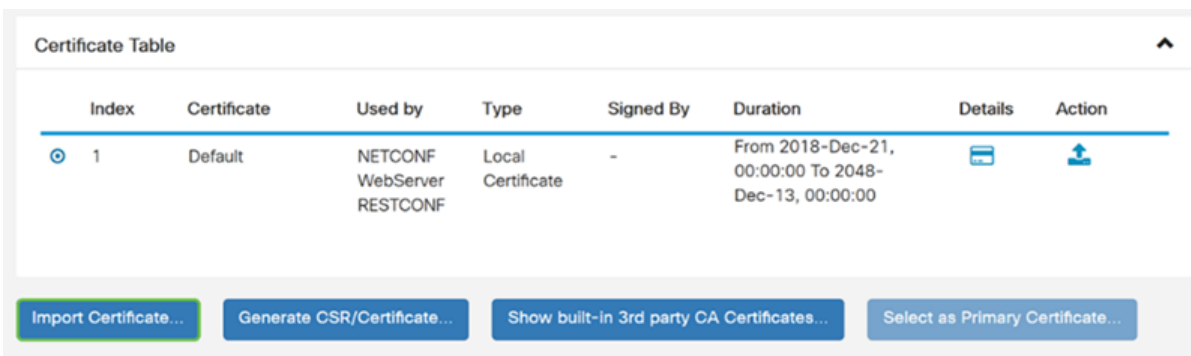 Certificate Table
Index Certificate Used by Type Signed By Duration Details Action
1 Default NETCONF Local - From 2018-Dec-21,
WebServer Certificate 00:00:00 To 2048-
RESTCONF Dec-13, 00:00:00
Import Certificate... Generate CSR/Certificate... Show built-in 3rd party CA Certificates... Select as Primary Certificate...